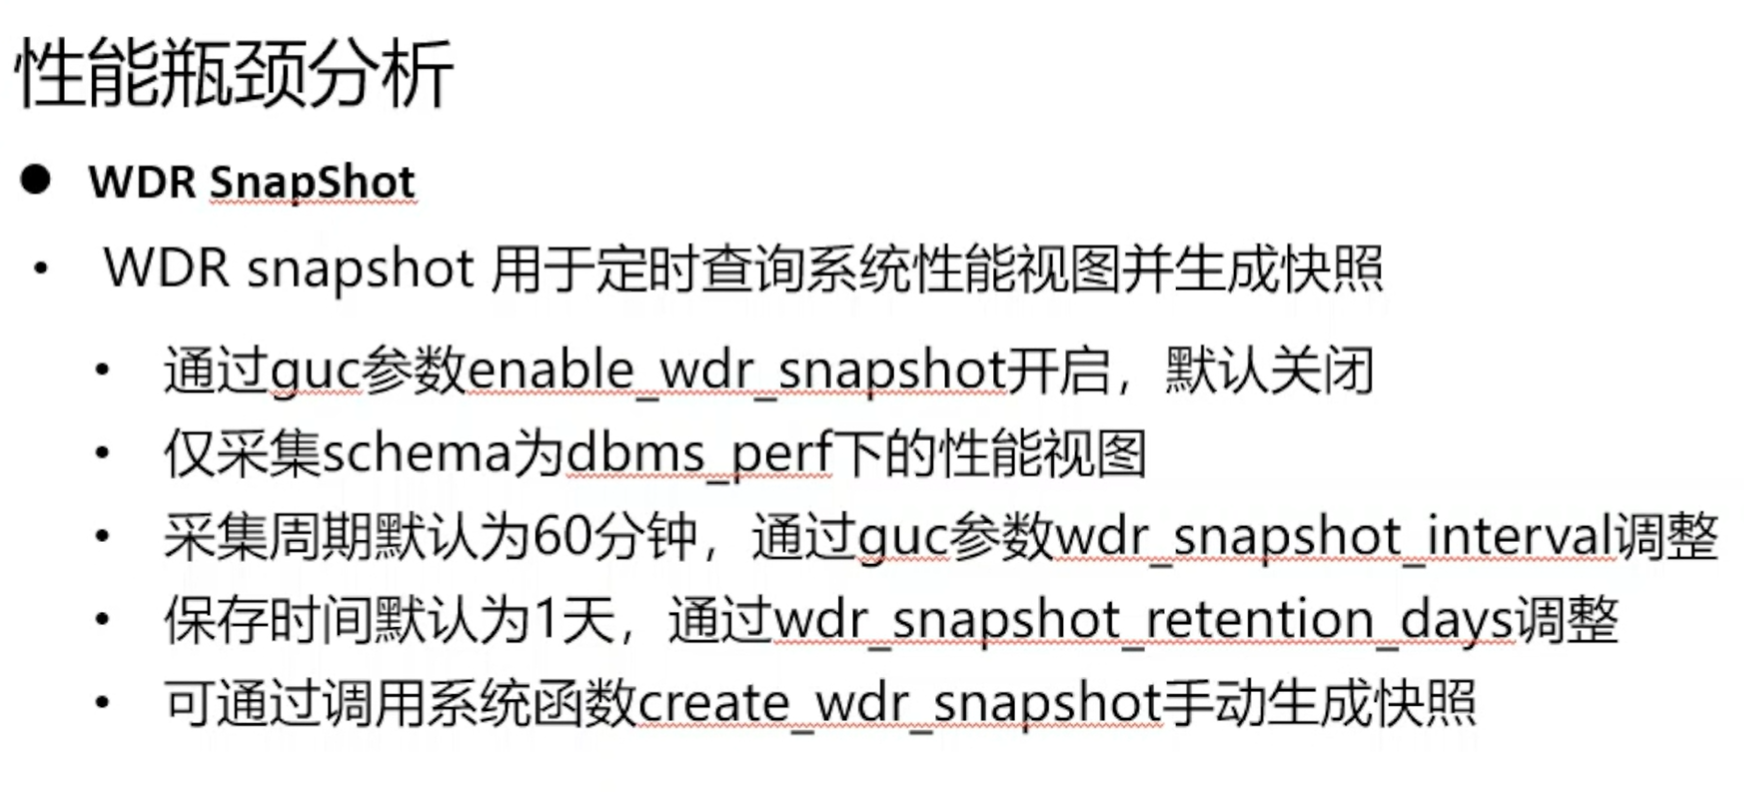 性能瓶颈分析
● WDR SnapShot
• WDR snapshot 用于定时查询系统性能视图并生成快照
• 通过guc参数enable_wdr_snapshot开启，默认关闭
• 仅采集schema为dbms_perf下的性能视图
• 采集周期默认为60分钟，通过guc参数wdr_snapshot_interval调整
• 保存时间默认为1天，通过wdr_snapshot_retention_days调整
• 可通过调用系统函数create_wdr_snapshot手动生成快照